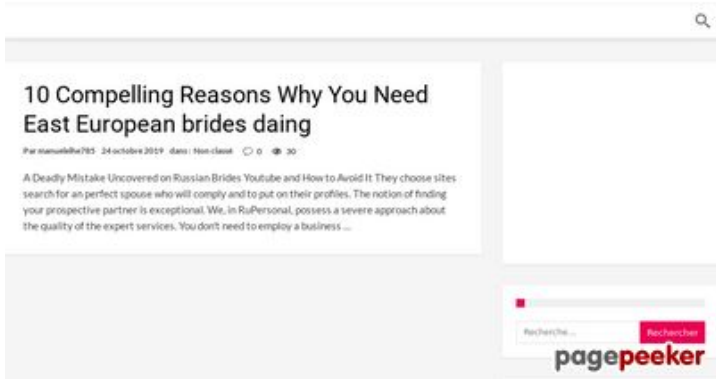 10 Compelling Reasons Why You Need
East European brides daing
Par manuelelhe785 24 octobre 2019 dans : Non classé 0 30
A Deadly Mistake Uncovered on Russian Brides Youtube and How to Avoid It They choose sites
search for an perfect spouse who will comply and to put on their profiles. The notion of finding
your prospective partner is exceptional. We, in RuPersonal, possess a severe approach about
the quality of the expert services. You don't need to employ a business ...
Recherche... Rechercher
pagepeeker